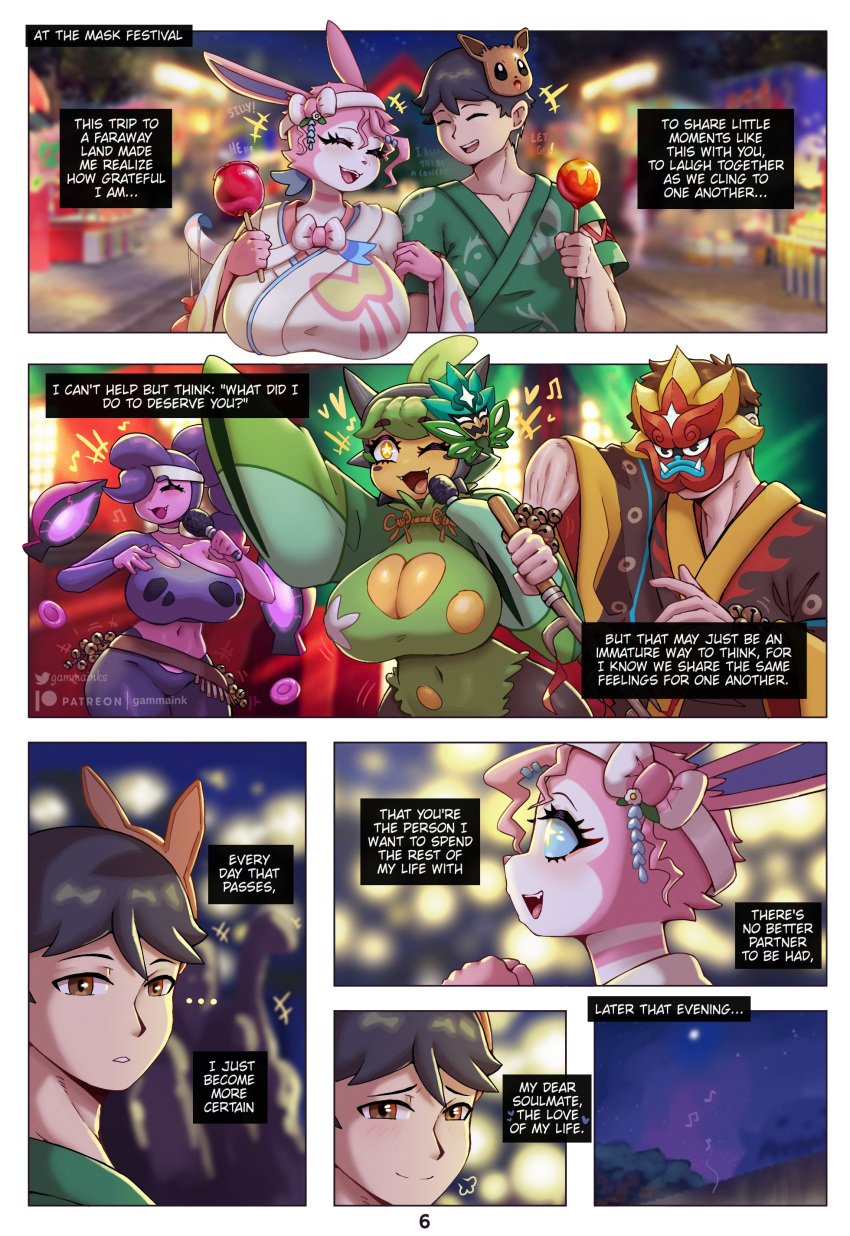 AT THE MASK FESTIVAL
THIS TRIP TO
A FARAWAY
LAND MADE
ME REALIZE
HOW GRATEFUL
I AM...
SILLY!
HEHE
LET'S
GO!
TO SHARE LITTLE
MOMENTS LIKE
THIS WITH YOU,
TO LAUGH TOGETHER
AS WE CLING TO
ONE ANOTHER...
I CAN'T HELP BUT THINK: "WHAT DID I
DO TO DESERVE YOU?"
BUT THAT MAY JUST BE AN
IMMATURE WAY TO THINK, FOR
I KNOW WE SHARE THE SAME
FEELINGS FOR ONE ANOTHER.
gammainks
PATREON | gammaink
EVERY
DAY THAT
PASSES,
...
I JUST
BECOME
MORE
CERTAIN
THAT YOU'RE
THE PERSON I
WANT TO SPEND
THE REST OF
MY LIFE WITH
THERE'S
NO BETTER
PARTNER
TO BE HAD,
MY DEAR
SOULMATE,
THE LOVE
OF MY LIFE.
LATER THAT EVENING...
6